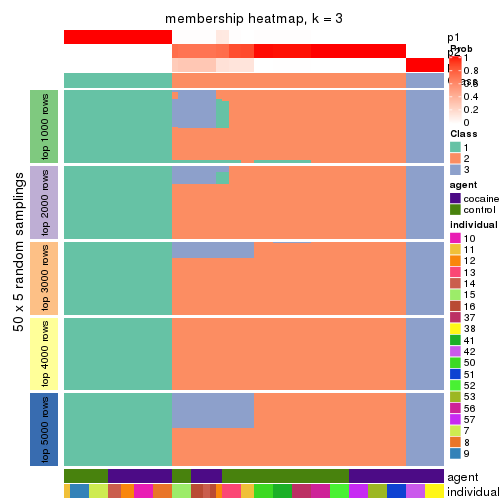 membership heatmap, k = 3
p1
p2
Prob
1
0.8
0.6
0.4
0.2
0
Class
1
2
3
agent
cocaine
control
individual
10
11
12
13
14
15
16
37
38
41
42
50
51
52
53
56
57
7
8
9
50 x 5 random samplings
top 1000 rows
top 2000 rows
top 3000 rows
top 4000 rows
top 5000 rows
agent
individual